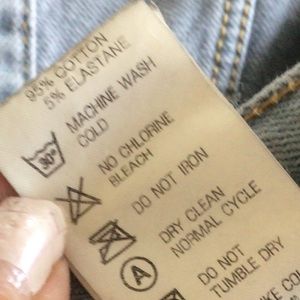 95% COTTON
5% ELASTANE
30°
MACHINE WASH
COLD
NO CHLORINE
BLEACH
DO NOT IRON
DRY CLEAN
NORMAL CYCLE
A
DO NOT
TUMBLE DRY